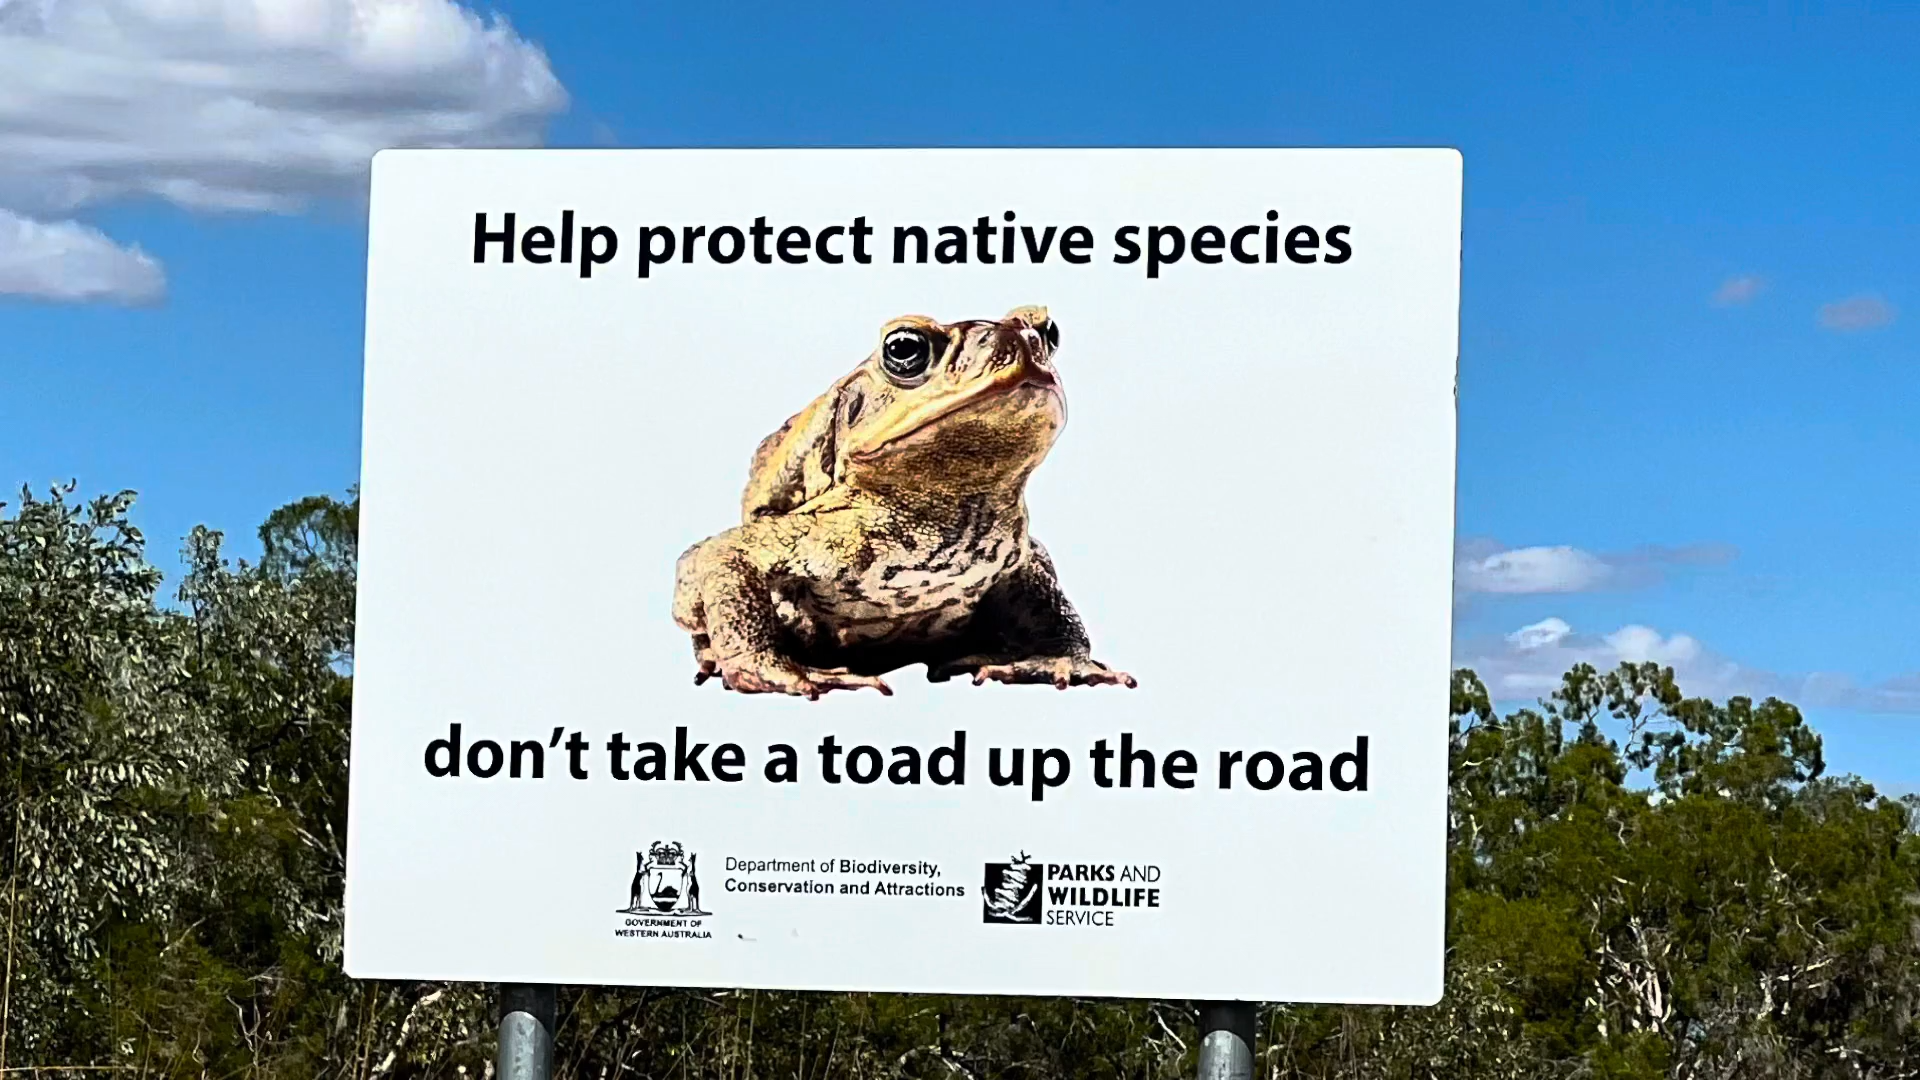 Help protect native species
don't take a toad up the road
GOVERNMENT OF
WESTERN AUSTRALIA
Department of Biodiversity,
Conservation and Attractions
PARKS AND
WILDLIFE
SERVICE